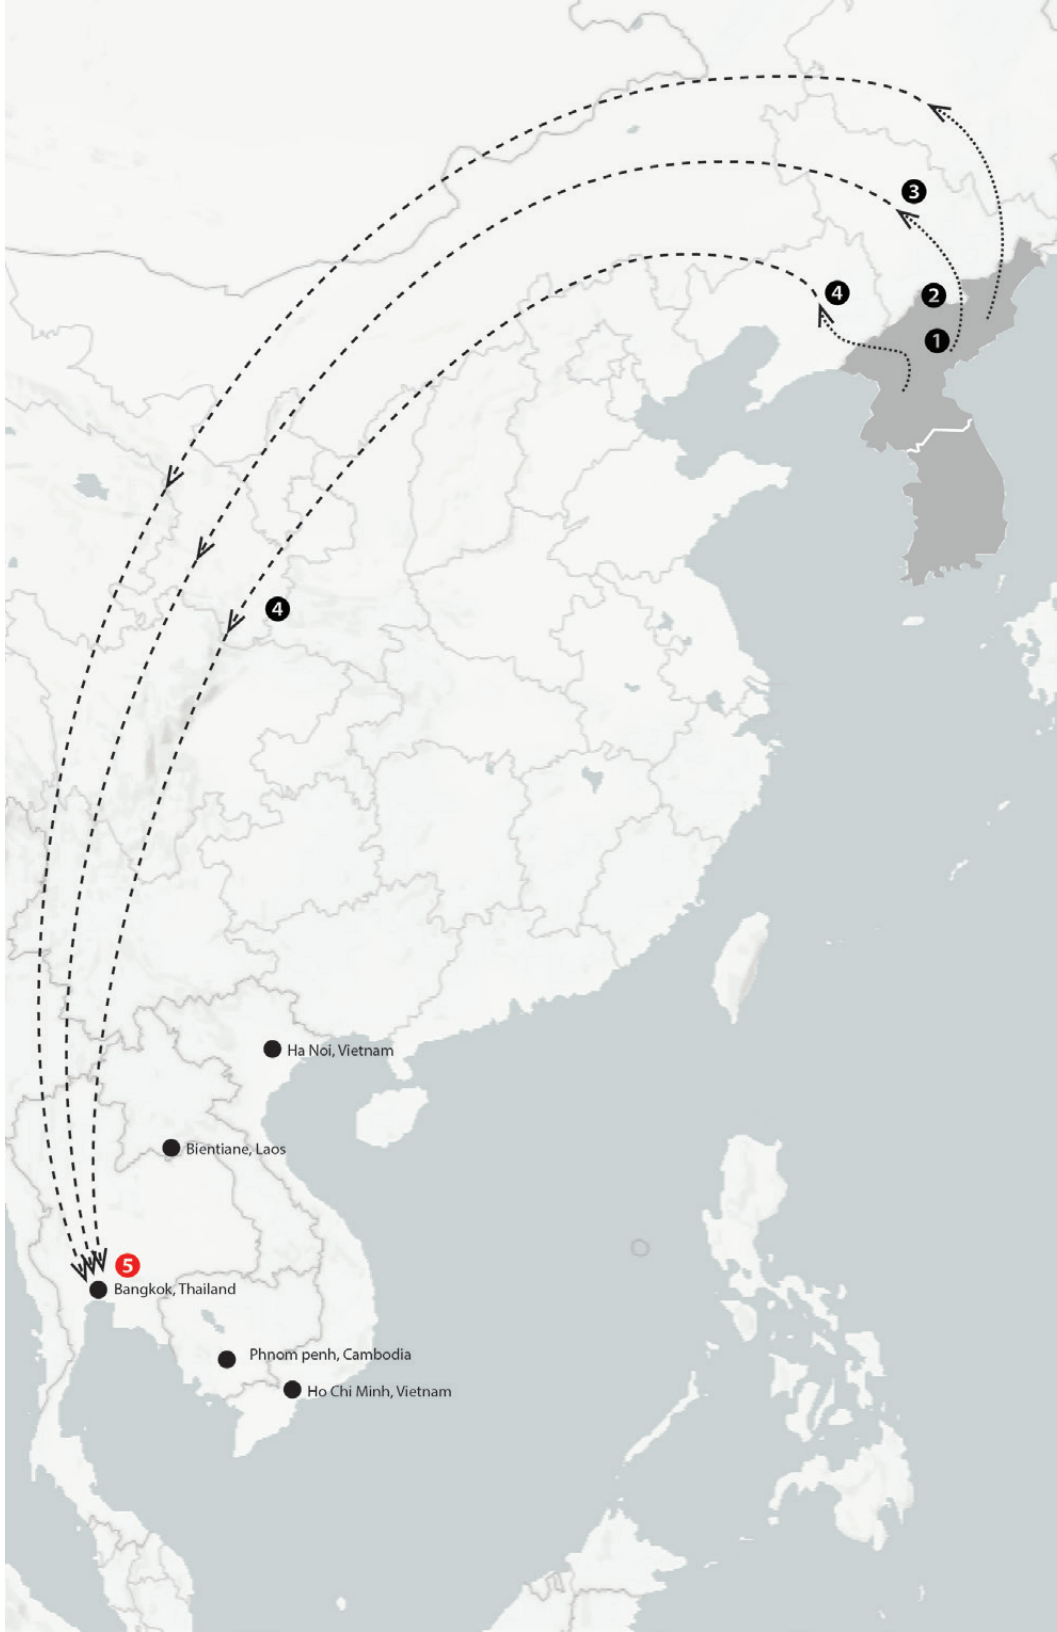 3
2
4
1
4
Ha Noi, Vietnam
Bientiane, Laos
5
Bangkok, Thailand
Phnom penh, Cambodia
Ho Chi Minh, Vietnam